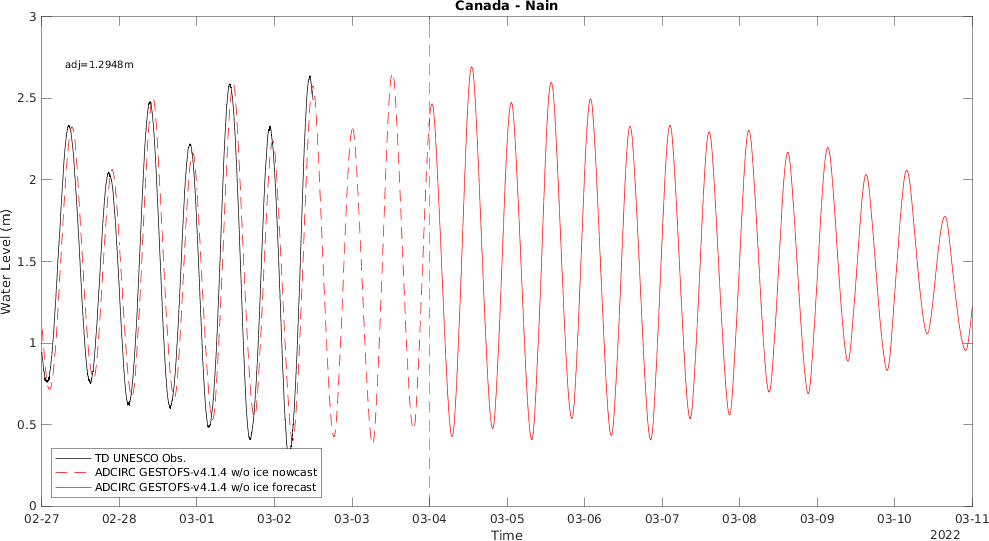 Canada - Nain
adj=1.2948m
Water Level (m)
3
2.5
2
1.5
1
0.5
0
TD UNESCO Obs.
ADCIRC GESTOFS-v4.1.4 w/o ice nowcast
ADCIRC GESTOFS-v4.1.4 w/o ice forecast
02-27 02-28 03-01 03-02 03-03 03-04 03-05 03-06 03-07 03-08 03-09 03-10 03-11
Time
2022